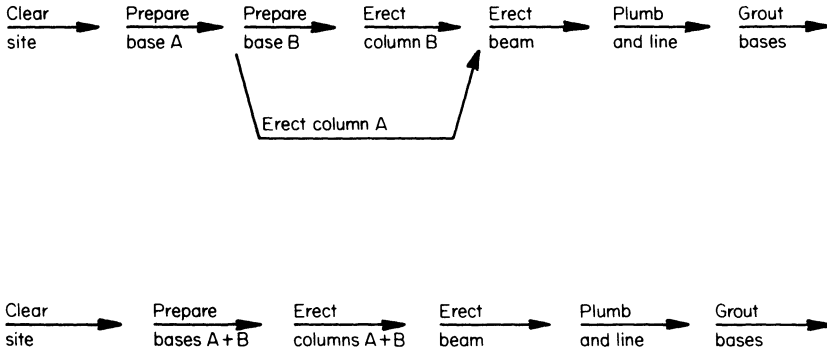 Clear
site
Prepare
base A
Prepare
base B
Erect
column B
Erect
beam
Plumb
and line
Grout
bases
Erect column A
Clear
site
Prepare
bases A+B
Erect
columns A+B
Erect
beam
Plumb
and line
Grout
bases